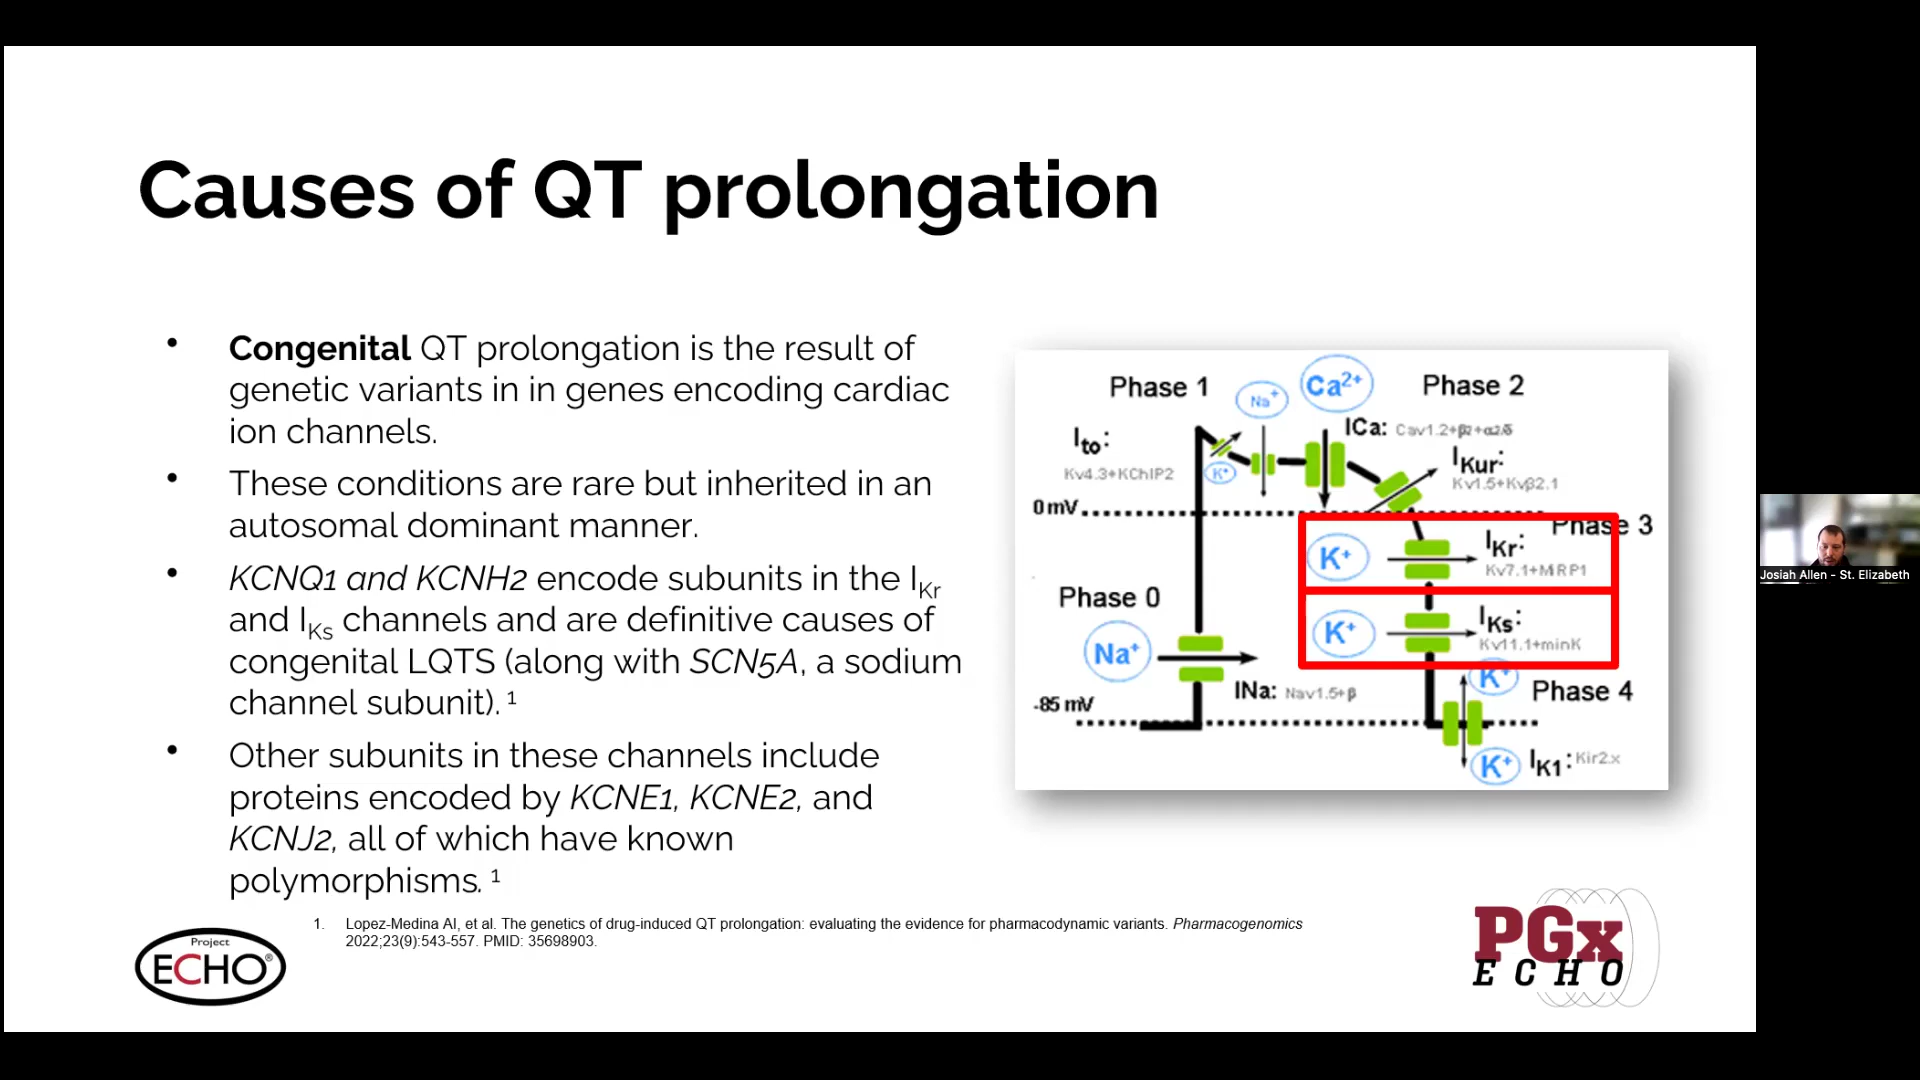 Causes of QT prolongation
• Congenital QT prolongation is the result of
genetic variants in in genes encoding cardiac
ion channels.
• These conditions are rare but inherited in an
autosomal dominant manner.
• KCNQ1 and KCNH2 encode subunits in the IKr
and IKs channels and are definitive causes of
congenital LQTS (along with SCN5A, a sodium
channel subunit). 1
• Other subunits in these channels include
proteins encoded by KCNE1, KCNE2, and
KCNJ2, all of which have known
polymorphisms. 1
Phase 1
Na+
Ca2+
Phase 2
Ito:
Kv4.3+KChIP2
K+
ICa: Cav1.2+β2+α2δ
IKur:
Kv1.5+Kvβ2.1
0 mV
Phase 3
K+
IKr:
Kv7.1+MiRP1
Phase 0
K+
IKs:
Kv11.1+minK
Na+
INa: Nav1.5+β
K+
Phase 4
-85 mV
K+
IK1: Kir2.x
1. Lopez-Medina AI, et al. The genetics of drug-induced QT prolongation: evaluating the evidence for pharmacodynamic variants. Pharmacogenomics
2022;23(9):543-557. PMID: 35698903.
Project
ECHO®
PGx
ECHO
Josiah Allen - St. Elizabeth